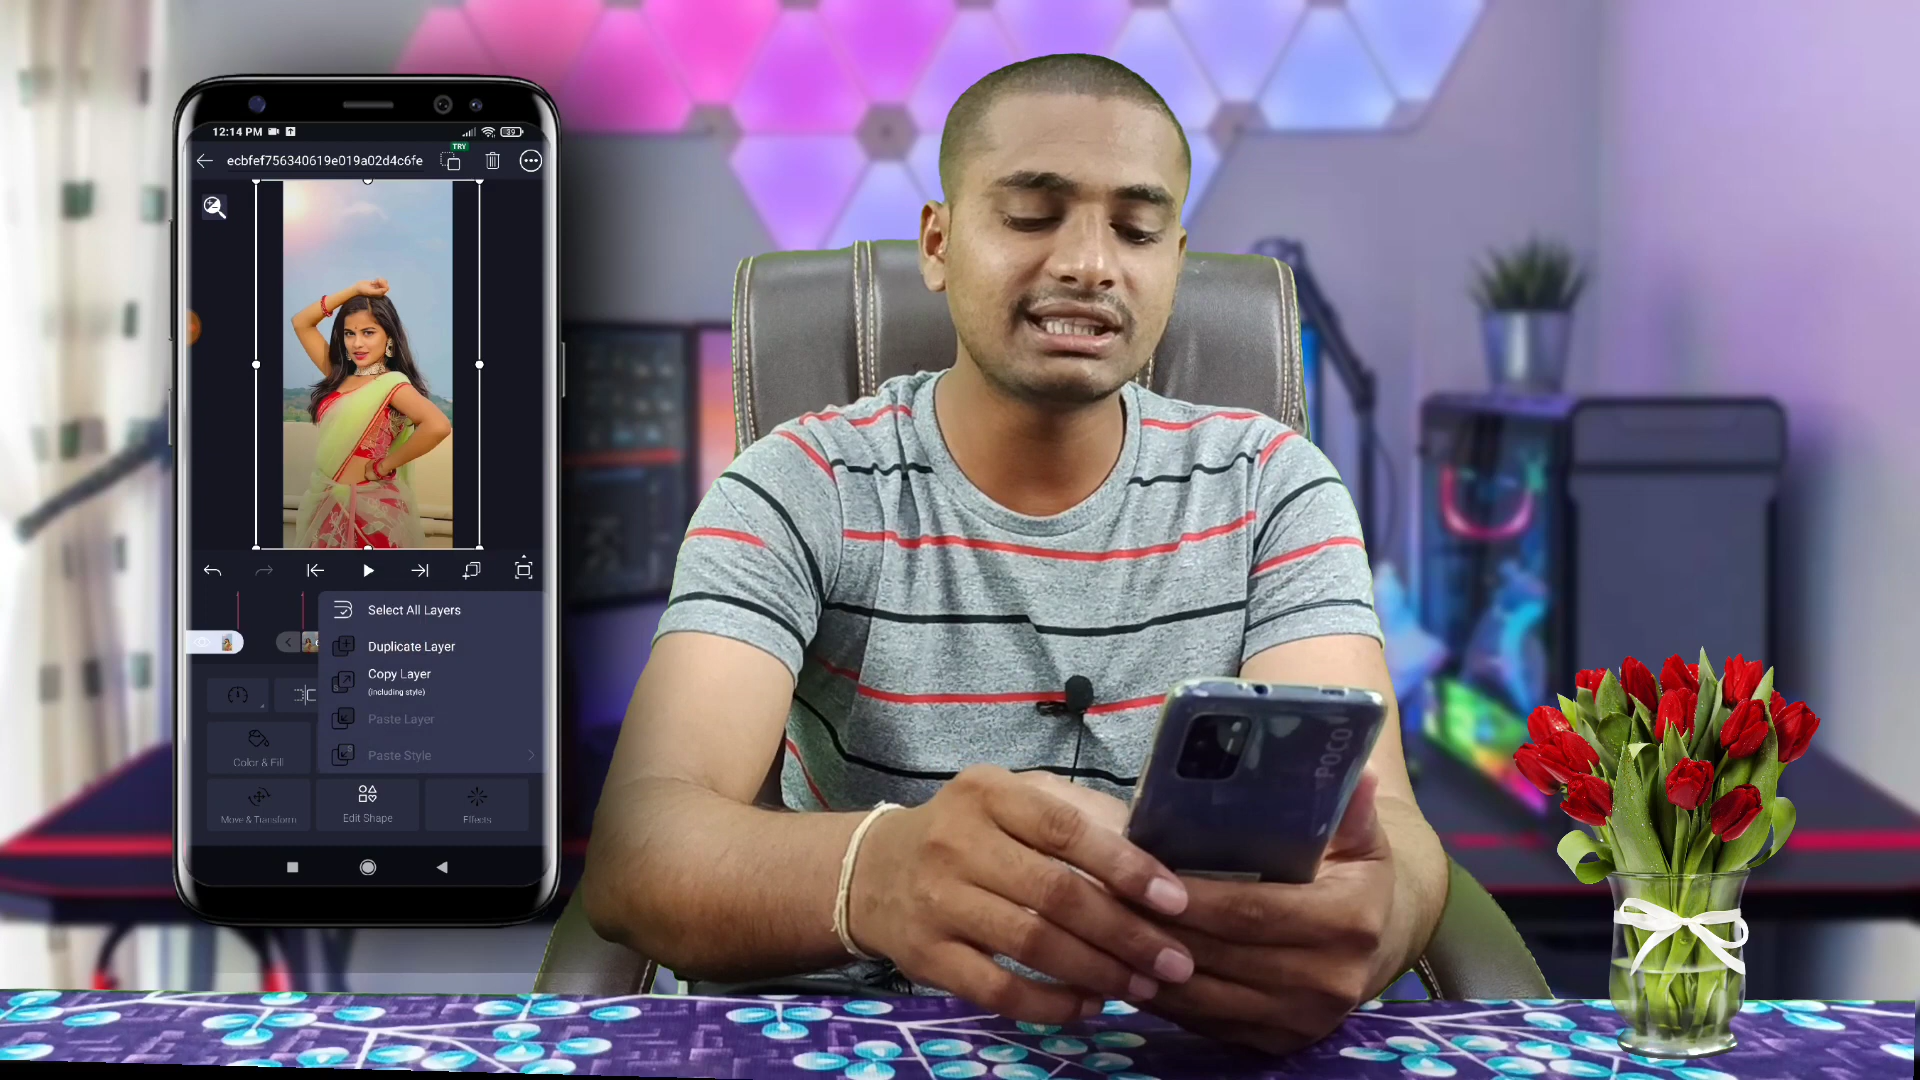 12:14 PM
39
TRY
ecbfef756340619e019a02d4c6fe
Select All Layers
Duplicate Layer
Copy Layer
(including style)
Paste Layer
Paste Style
Color & Fill
Move & Transform
Edit Shape
Effects
POCO